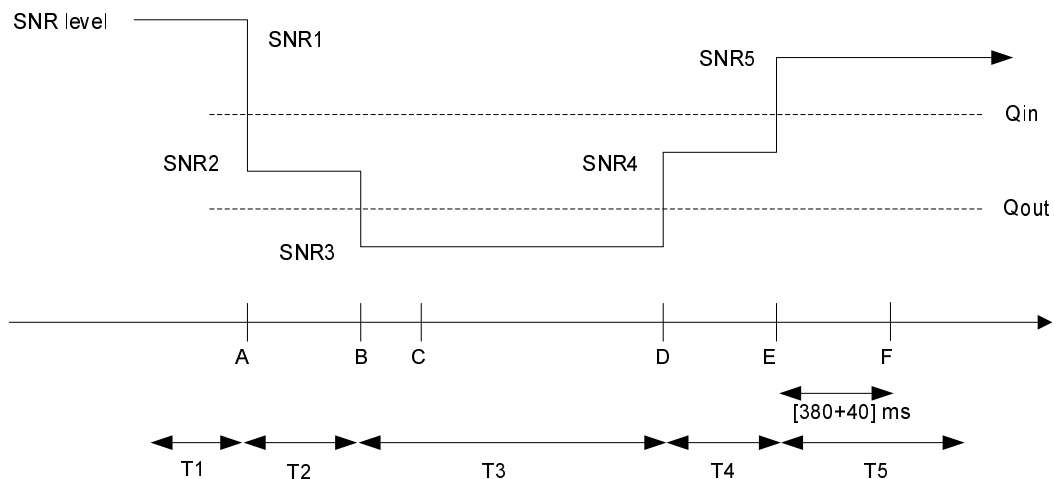 SNR level
SNR1
SNR5
Qin
SNR2
SNR4
Qout
SNR3
A B C D E F
[380+40] ms
T1 T2 T3 T4 T5